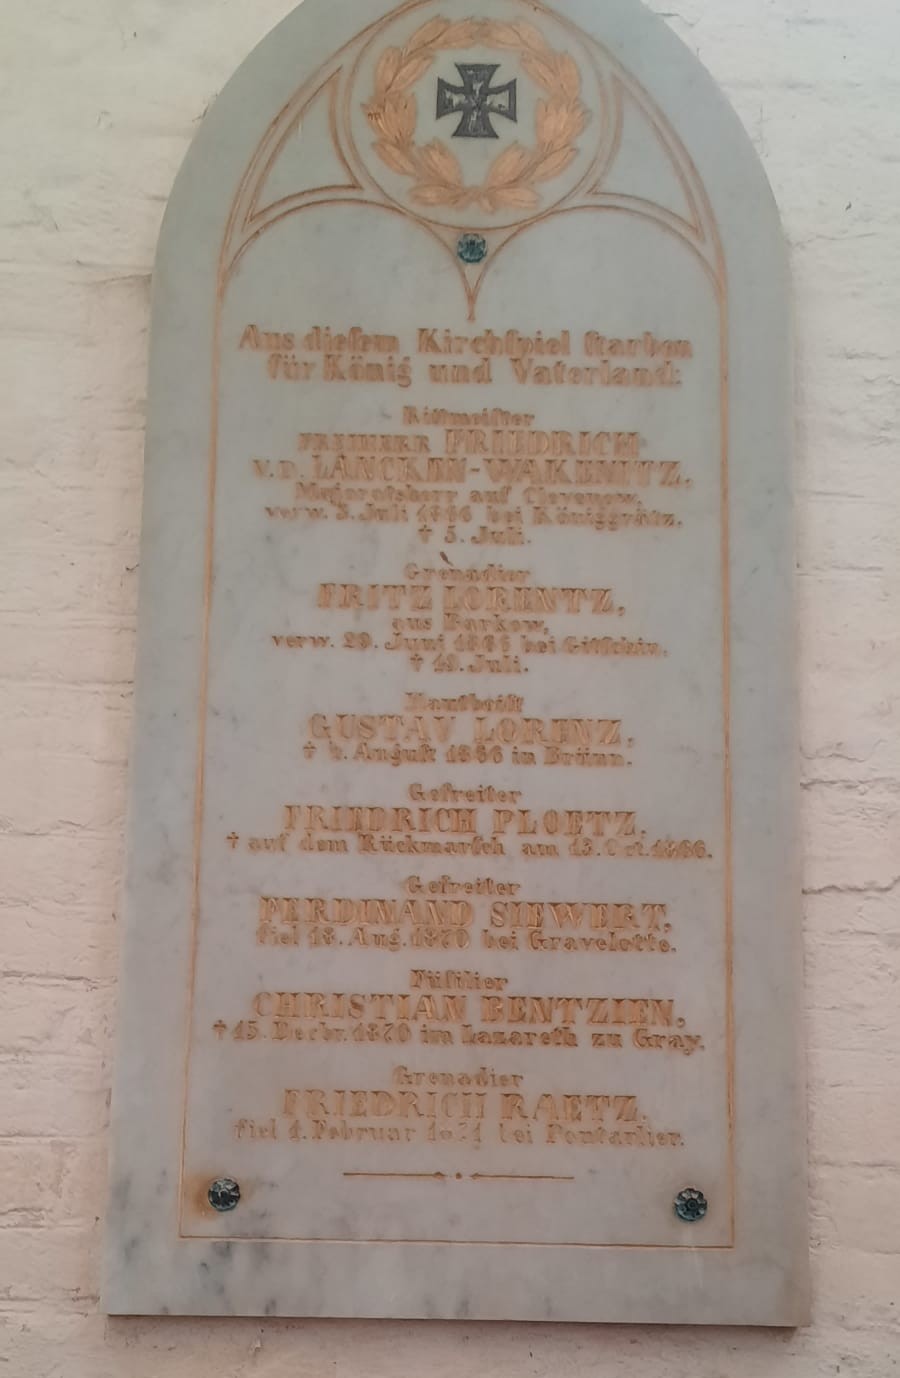 Aus dieſem Kirchſpiel ſtarben
für König und Vaterland:
Rittmeiſter
FREIHERR FRIEDRICH
V.D. LANCKEN-WAKENITZ,
Majoratsherr auf Clevenow,
verw. 3. Juli 1866 bei Königgrätz,
† 5. Juli.
Grenadier
FRITZ LORENTZ,
aus Barkow,
verw. 29. Juni 1866 bei Gitſchin,
† 19. Juli.
Hautboiſt
GUSTAV LORENZ,
† Auguſt 1866 in Brünn.
Gefreiter
FRIEDRICH PLOETZ,
† auf dem Rückmarſch am 13. Oct. 1866.
Gefreiter
FERDINAND SIEWERT,
fiel 18. Aug. 1870 bei Gravelotte.
Füſilier
CHRISTIAN BENTZIEN,
† 15. Decbr. 1870 im Lazareth zu Gray.
Grenadier
FRIEDRICH RAETZ,
fiel 1. Februar 1871 bei Pontarlier.